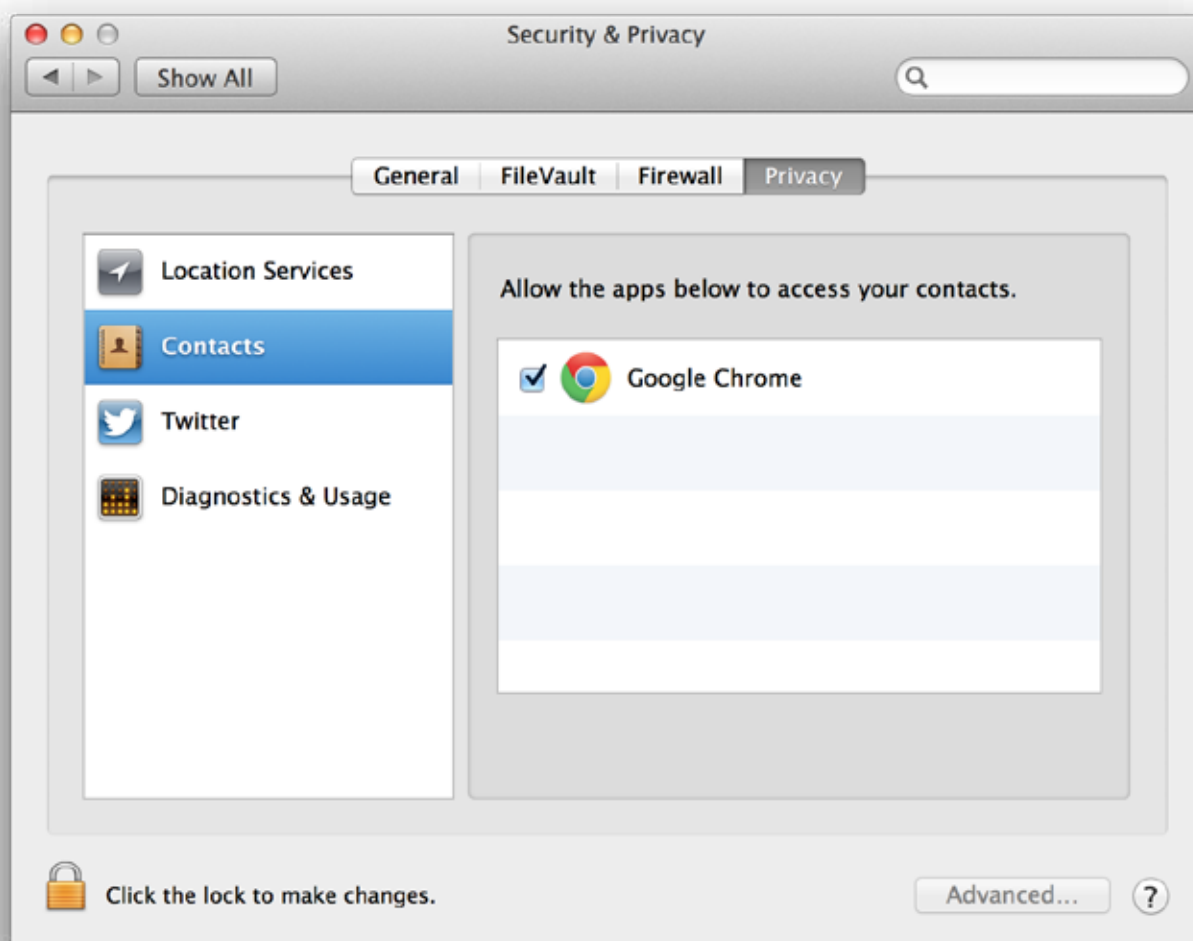 Security & Privacy
Show All
General FileVault Firewall Privacy
Location Services
Contacts
Twitter
Diagnostics & Usage
Allow the apps below to access your contacts.
Google Chrome
Click the lock to make changes.
Advanced...
?